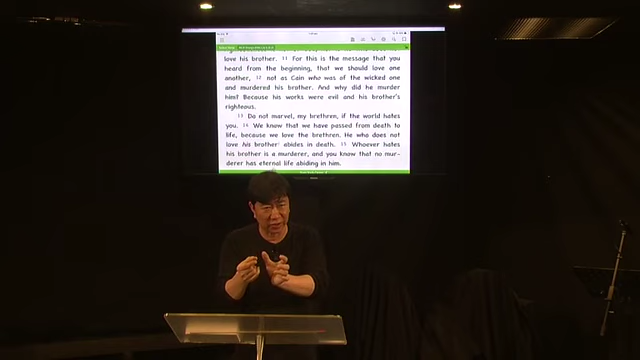 love his brother. 11 For this is the message that you
heard from the beginning, that we should love one
another, 12 not as Cain who was of the wicked one
and murdered his brother. And why did he murder
him? Because his works were evil and his brother's
righteous.
13 Do not marvel, my brethren, if the world hates
you. 14 We know that we have passed from death to
life, because we love the brethren. He who does not
love his brother abides in death. 15 Whoever hates
his brother is a murderer, and you know that no mur-
derer has eternal life abiding in him.